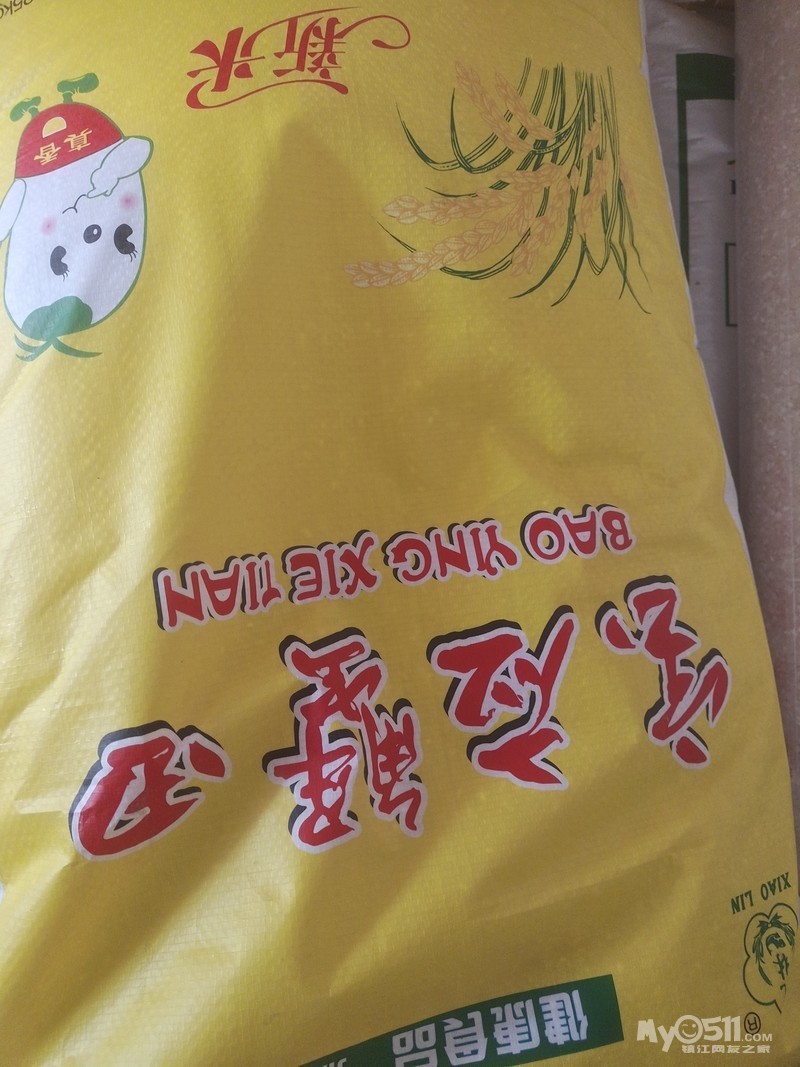 ®
XIAO LIN
健康食品
宝应蟹田
BAO YING XIE TIAN
真香
新米
My0511.COM
镇江网友之家